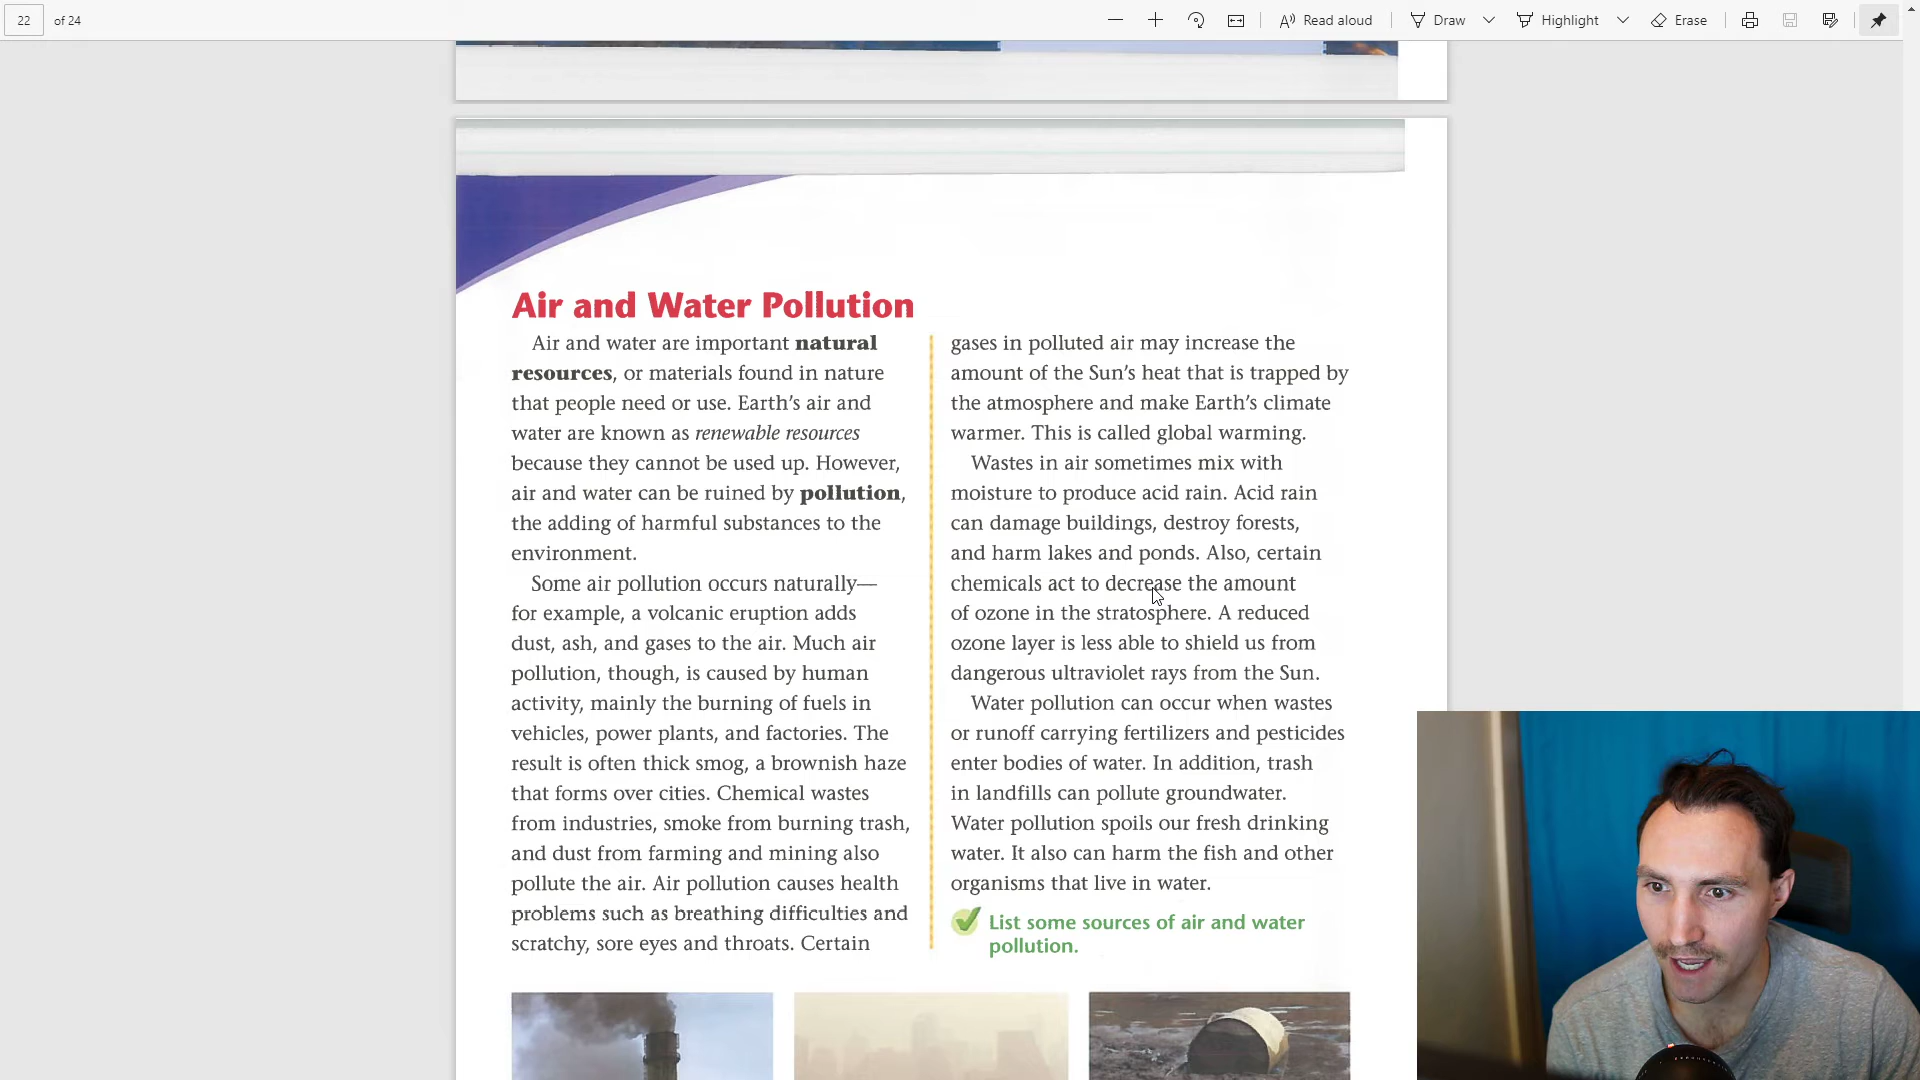 22 of 24
Read aloud
Draw
Highlight
Erase
Air and Water Pollution
Air and water are important natural
resources, or materials found in nature
that people need or use. Earth's air and
water are known as renewable resources
because they cannot be used up. However,
air and water can be ruined by pollution,
the adding of harmful substances to the
environment.
Some air pollution occurs naturally—
for example, a volcanic eruption adds
dust, ash, and gases to the air. Much air
pollution, though, is caused by human
activity, mainly the burning of fuels in
vehicles, power plants, and factories. The
result is often thick smog, a brownish haze
that forms over cities. Chemical wastes
from industries, smoke from burning trash,
and dust from farming and mining also
pollute the air. Air pollution causes health
problems such as breathing difficulties and
scratchy, sore eyes and throats. Certain
gases in polluted air may increase the
amount of the Sun's heat that is trapped by
the atmosphere and make Earth's climate
warmer. This is called global warming.
Wastes in air sometimes mix with
moisture to produce acid rain. Acid rain
can damage buildings, destroy forests,
and harm lakes and ponds. Also, certain
chemicals act to decrease the amount
of ozone in the stratosphere. A reduced
ozone layer is less able to shield us from
dangerous ultraviolet rays from the Sun.
Water pollution can occur when wastes
or runoff carrying fertilizers and pesticides
enter bodies of water. In addition, trash
in landfills can pollute groundwater.
Water pollution spoils our fresh drinking
water. It also can harm the fish and other
organisms that live in water.
List some sources of air and water
pollution.